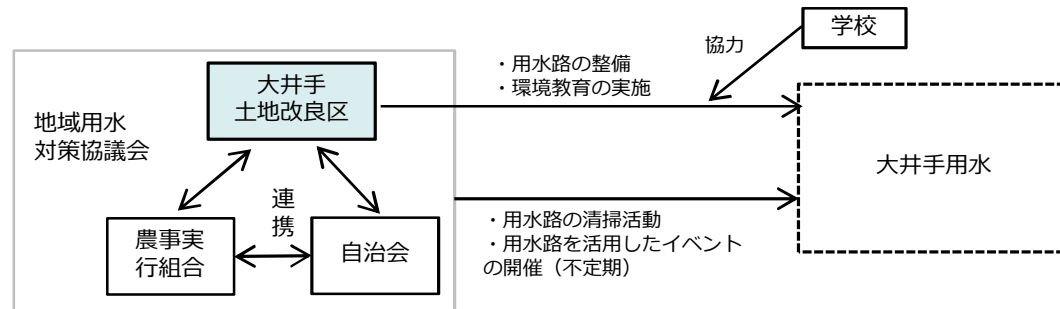 学校
協力
・用水路の整備
・環境教育の実施
大井手
土地改良区
地域用水
対策協議会
大井手用水
連
携
農事実
行組合
自治会
・用水路の清掃活動
・用水路を活用したイベント
の開催（不定期）